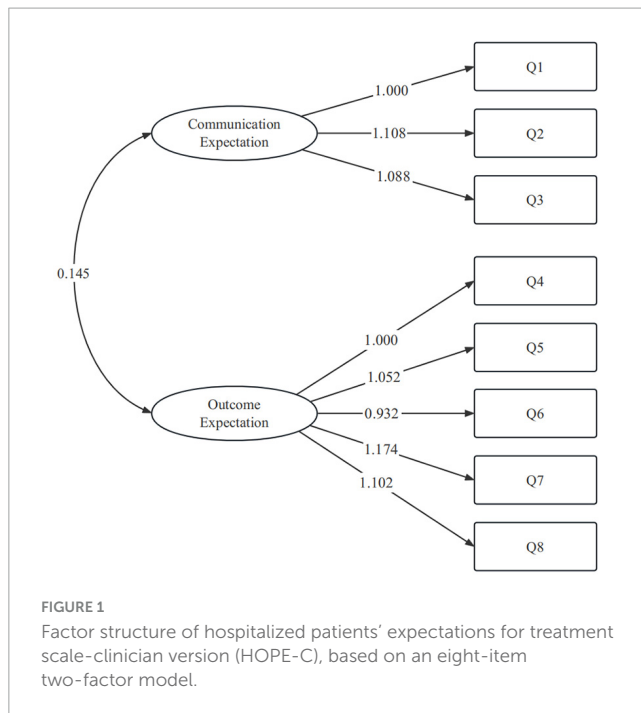 Q1
1.000
Communication
Expectation
1.108
Q2
1.088
Q3
0.145
Q4
1.000
Q5
1.052
Outcome
Expectation
0.932
Q6
1.174
Q7
1.102
Q8
FIGURE 1
Factor structure of hospitalized patients’ expectations for treatment
scale-clinician version (HOPE-C), based on an eight-item
two-factor model.